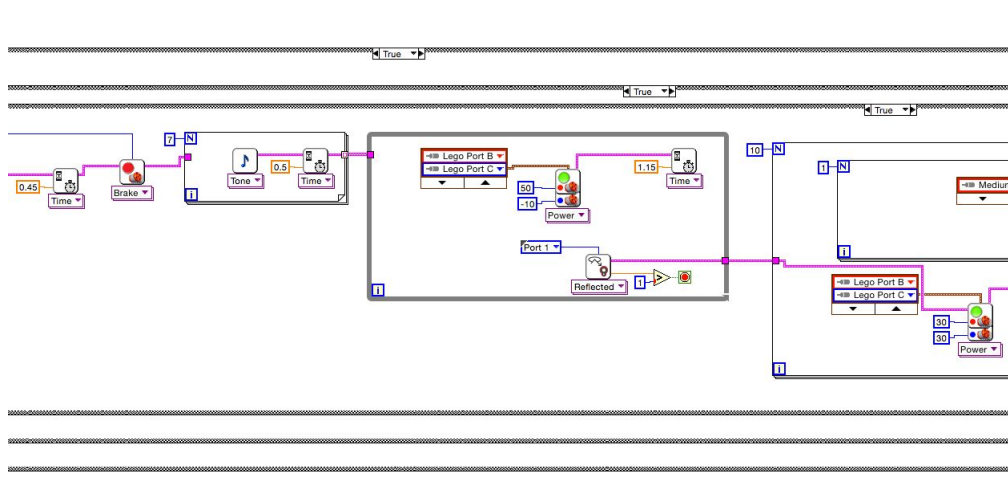 True
True
True
7 N
10 N
Lego Port B
Lego Port C
1 N
0.5
1.15
Tone
Time
Time
Mediur
0.45
Time
Brake
i
50
-10
Power
Port 1
i
Reflected
1
>
i
Lego Port B
Lego Port C
30
30
Power
i